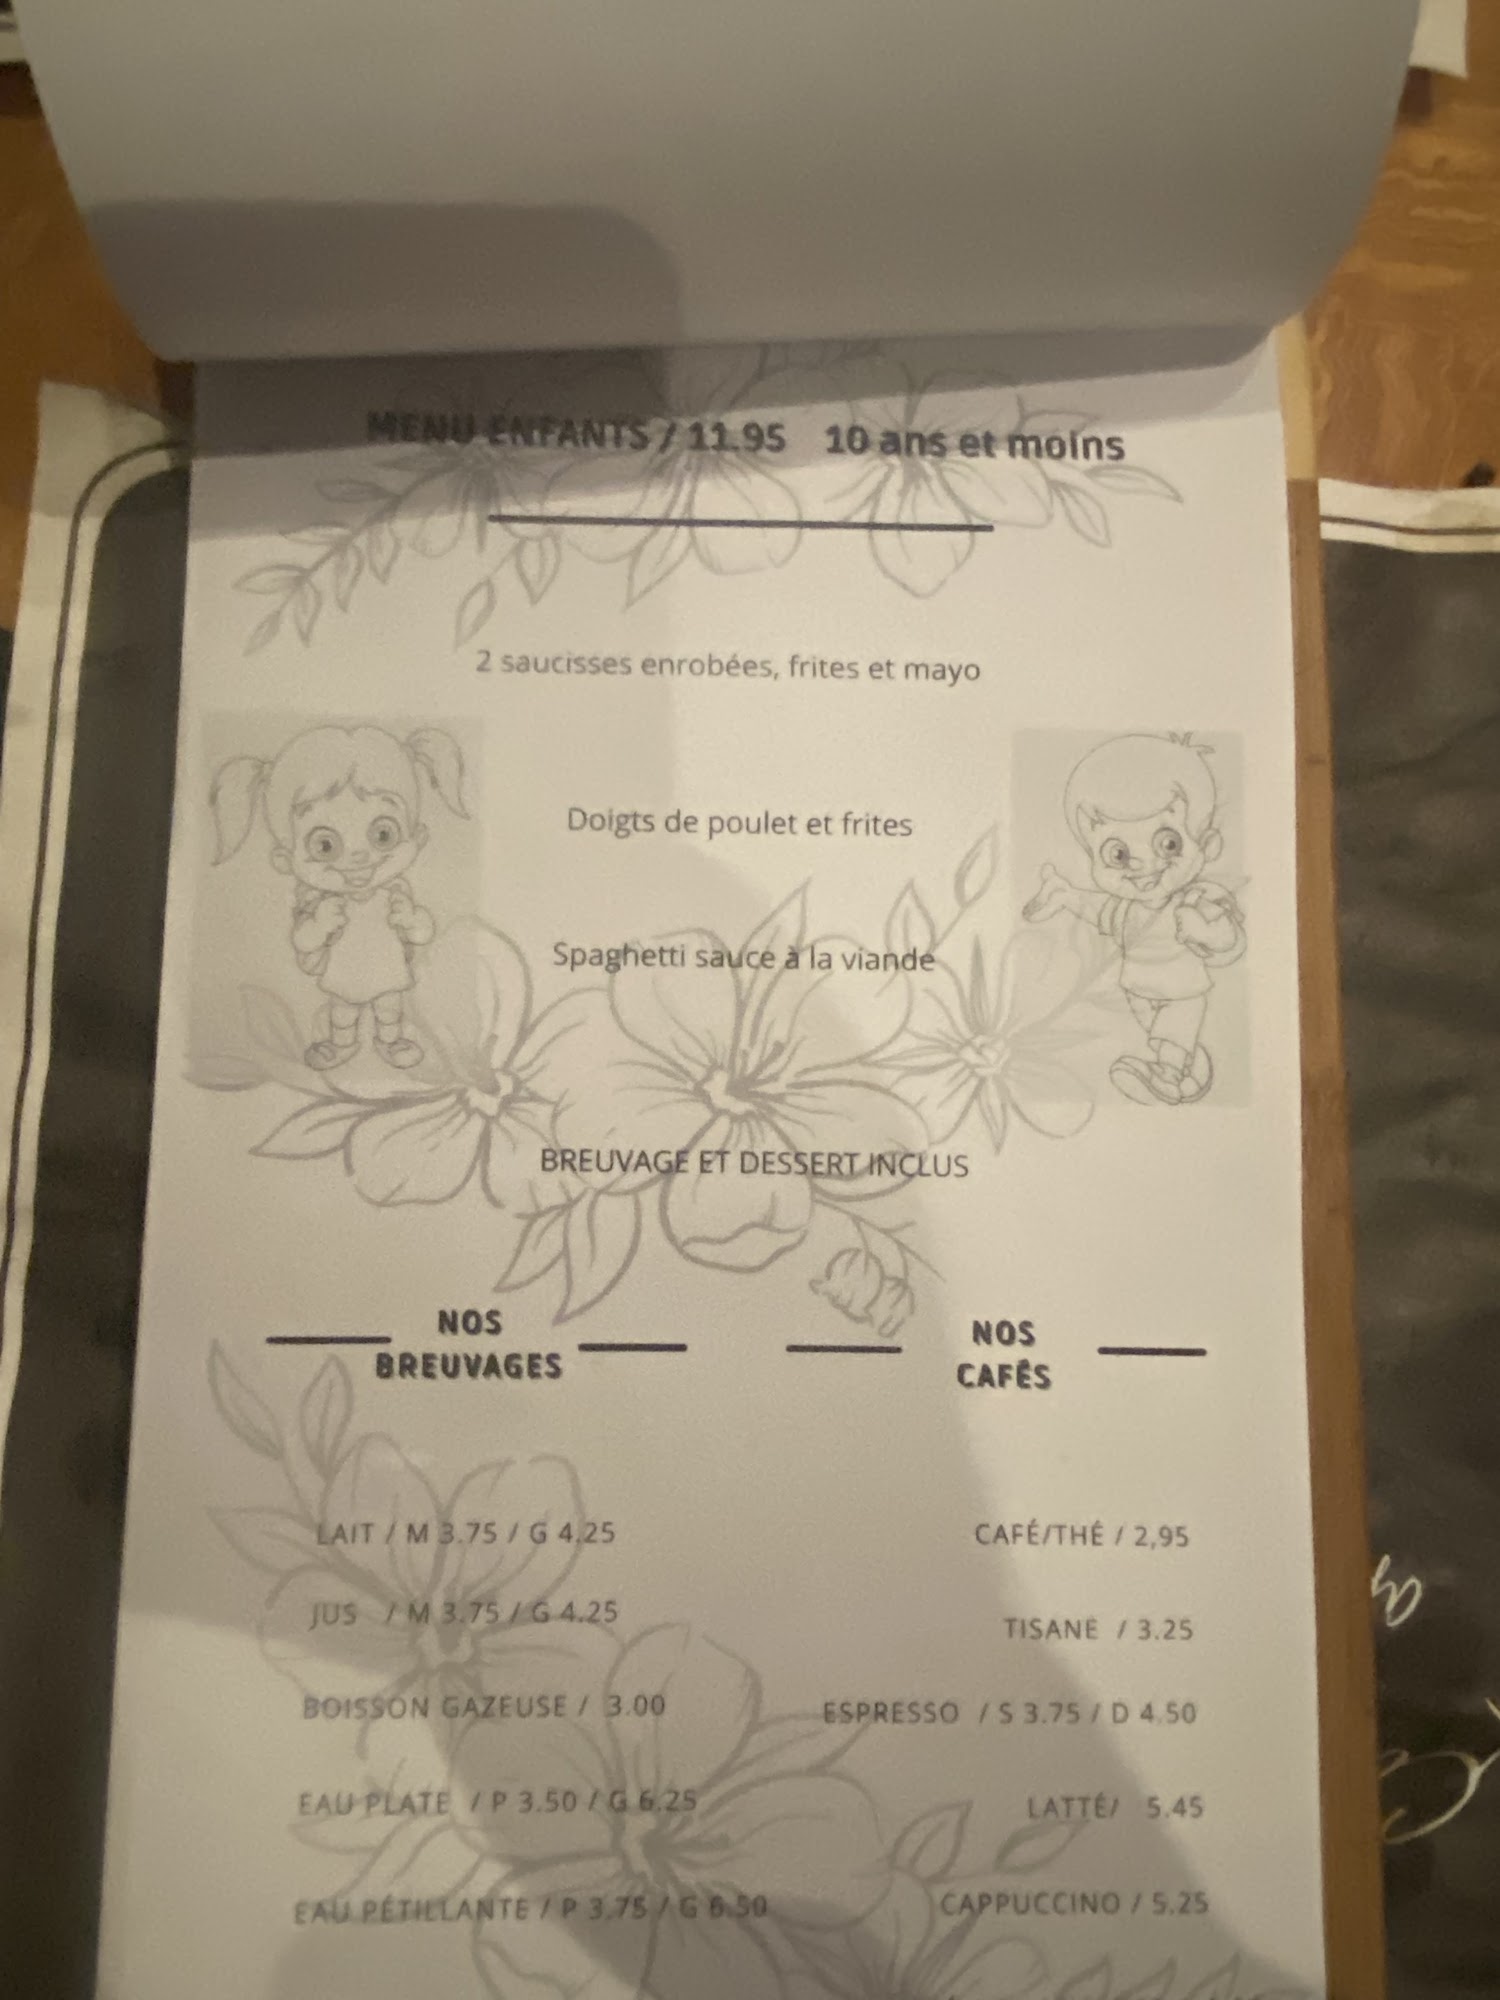 MENU ENFANTS / 11.95 10 ans et moins
2 saucisses enrobées, frites et mayo
Doigts de poulet et frites
Spaghetti sauce à la viande
BREUVAGE ET DESSERT INCLUS
NOS
BREUVAGES
LAIT / M 3.75 / G 4.25
JUS / M 3.75 / G 4.25
BOISSON GAZEUSE / 3.00
EAU PLATE / P 3.50 / G 6.25
EAU PÉTILLANTE / P 3.75 / G 6.50
NOS
CAFÉS
CAFÉ/THÉ / 2,95
TISANE / 3.25
ESPRESSO / S 3.75 / D 4.50
LATTÉ/ 5.45
CAPPUCCINO / 5.25